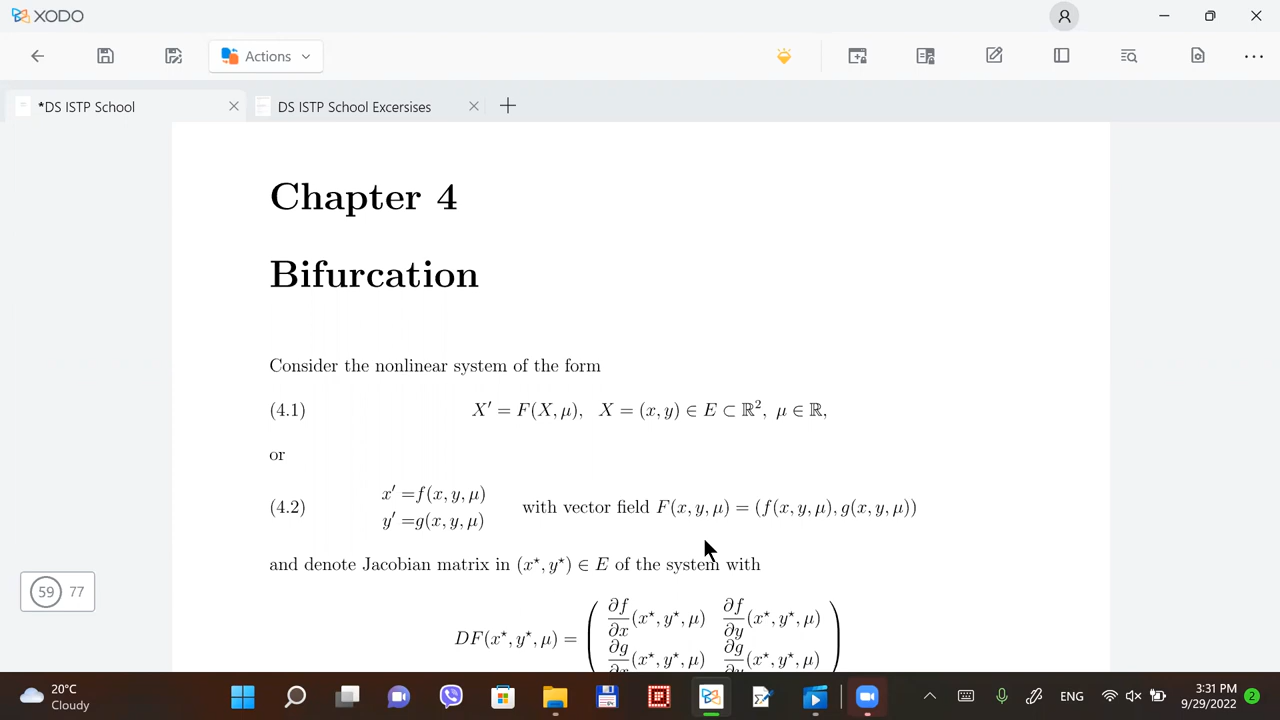 XODO
Actions
*DS ISTP School
DS ISTP School Excersises
Chapter 4
Bifurcation
Consider the nonlinear system of the form
(4.1) X′ = F(X, μ), X = (x, y) ∈ E ⊂ ℝ², μ ∈ ℝ,
or
x′ =f(x, y, μ)
(4.2) with vector field F(x, y, μ) = (f(x, y, μ), g(x, y, μ))
y′ =g(x, y, μ)
and denote Jacobian matrix in (x⋆, y⋆) ∈ E of the system with
∂f/∂x (x⋆, y⋆, μ) ∂f/∂y (x⋆, y⋆, μ)
DF(x⋆, y⋆, μ) =
∂g/∂x (x⋆, y⋆, μ) ∂g/∂y (x⋆, y⋆, μ)
59 77
20°C
Cloudy
ENG
3:31 PM
9/29/2022
2